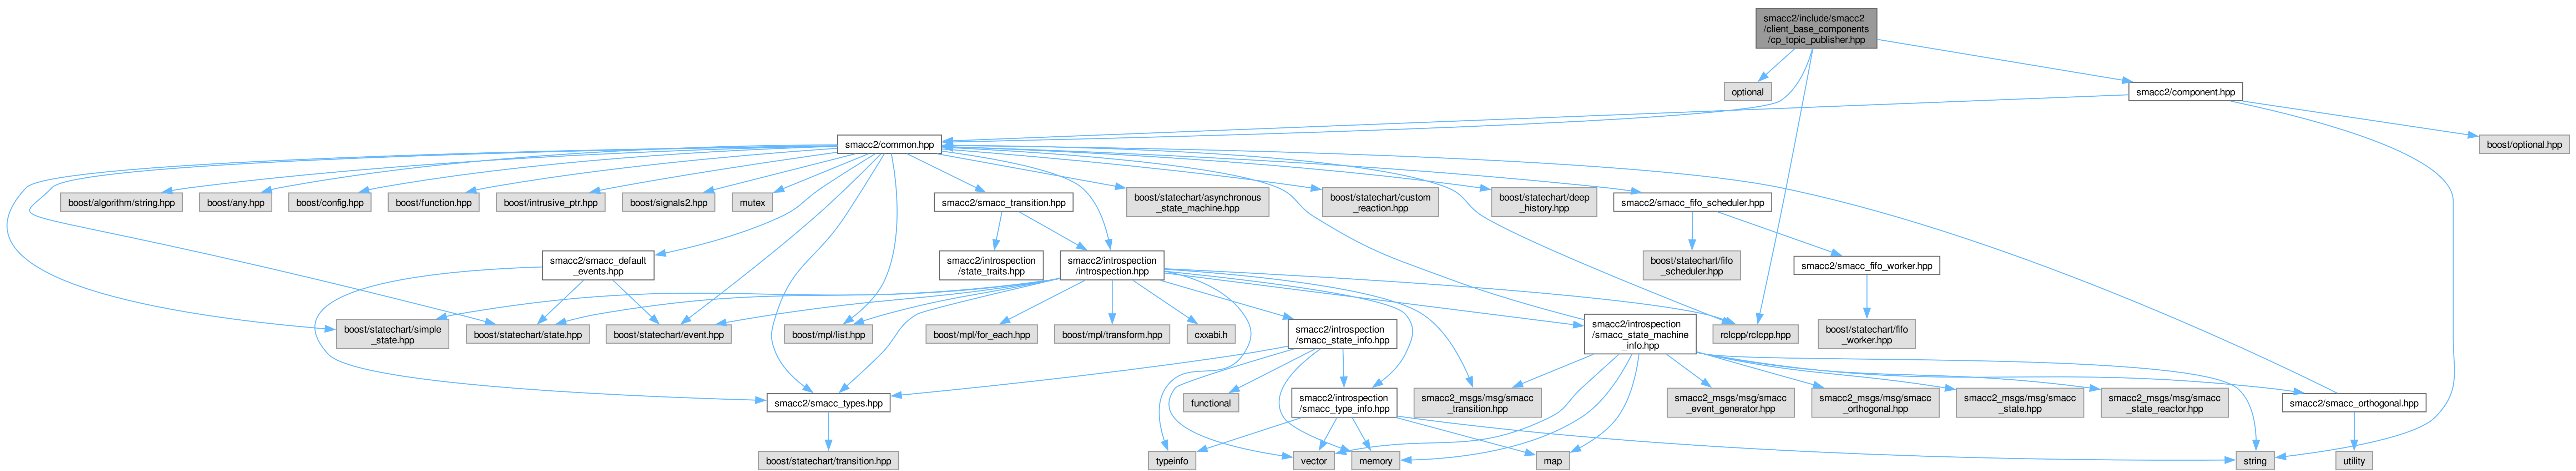 smacc2/include/smacc2
/client_base_components
/cp_topic_publisher.hpp
optional
smacc2/component.hpp
smacc2/common.hpp
boost/optional.hpp
boost/algorithm/string.hpp
boost/any.hpp
boost/config.hpp
boost/function.hpp
boost/intrusive_ptr.hpp
boost/signals2.hpp
mutex
smacc2/smacc_transition.hpp
boost/statechart/asynchronous
_state_machine.hpp
boost/statechart/custom
_reaction.hpp
boost/statechart/deep
_history.hpp
smacc2/smacc_fifo_scheduler.hpp
smacc2/smacc_default
_events.hpp
smacc2/introspection
/state_traits.hpp
smacc2/introspection
/introspection.hpp
boost/statechart/fifo
_scheduler.hpp
smacc2/smacc_fifo_worker.hpp
boost/statechart/simple
_state.hpp
boost/statechart/state.hpp
boost/statechart/event.hpp
boost/mpl/list.hpp
boost/mpl/for_each.hpp
boost/mpl/transform.hpp
cxxabi.h
smacc2/introspection
/smacc_state_info.hpp
smacc2/introspection
/smacc_state_machine
_info.hpp
rclcpp/rclcpp.hpp
boost/statechart/fifo
_worker.hpp
smacc2/smacc_types.hpp
functional
smacc2/introspection
/smacc_type_info.hpp
smacc2_msgs/msg/smacc
_transition.hpp
smacc2_msgs/msg/smacc
_event_generator.hpp
smacc2_msgs/msg/smacc
_orthogonal.hpp
smacc2_msgs/msg/smacc
_state.hpp
smacc2_msgs/msg/smacc
_state_reactor.hpp
smacc2/smacc_orthogonal.hpp
boost/statechart/transition.hpp
typeinfo
vector
memory
map
string
utility